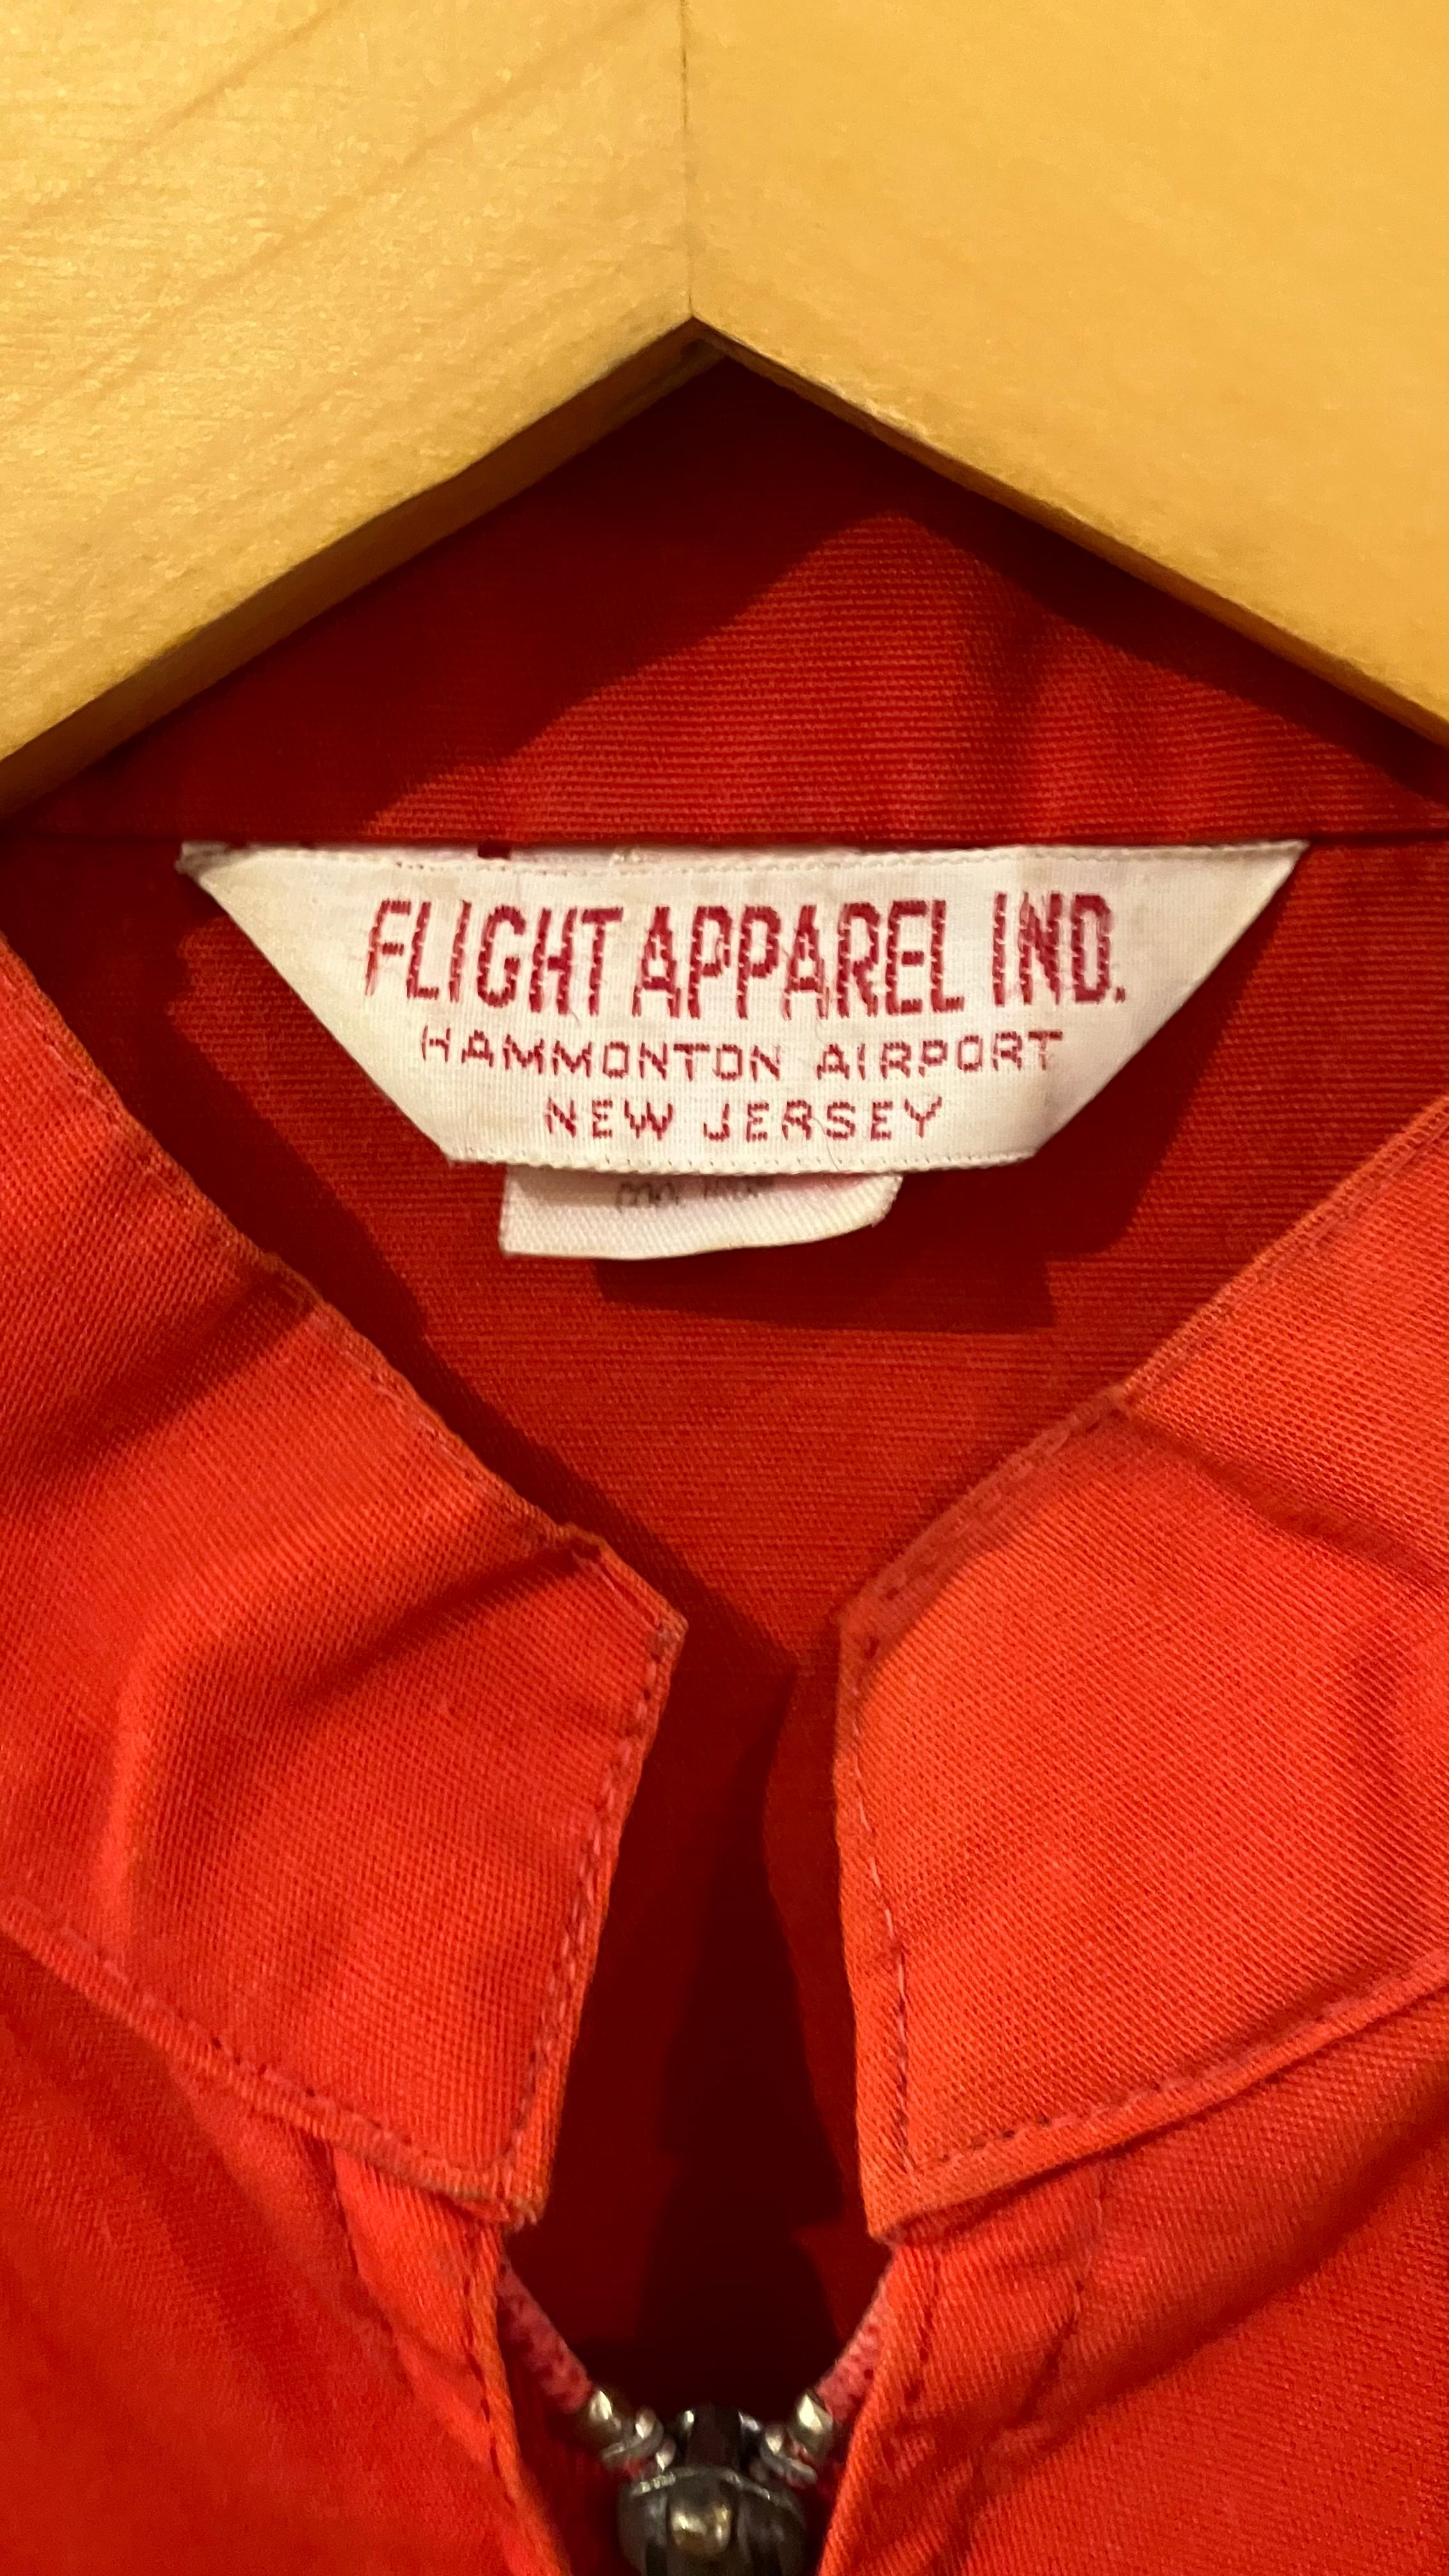 FLIGHT APPAREL IND.
HAMMONTON AIRPORT
NEW JERSEY